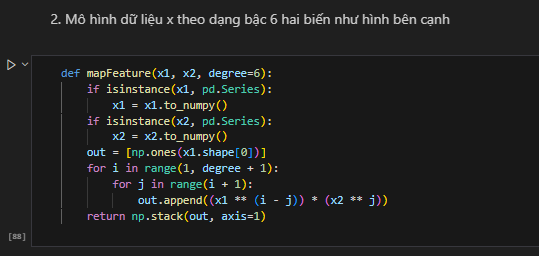 2. Mô hình dữ liệu x theo dạng bậc 6 hai biến như hình bên cạnh
def mapFeature(x1, x2, degree=6):
    if isinstance(x1, pd.Series):
        x1 = x1.to_numpy()
    if isinstance(x2, pd.Series):
        x2 = x2.to_numpy()
    out = [np.ones(x1.shape[0])]
    for i in range(1, degree + 1):
        for j in range(i + 1):
            out.append((x1 ** (i - j)) * (x2 ** j))
    return np.stack(out, axis=1)
[88]